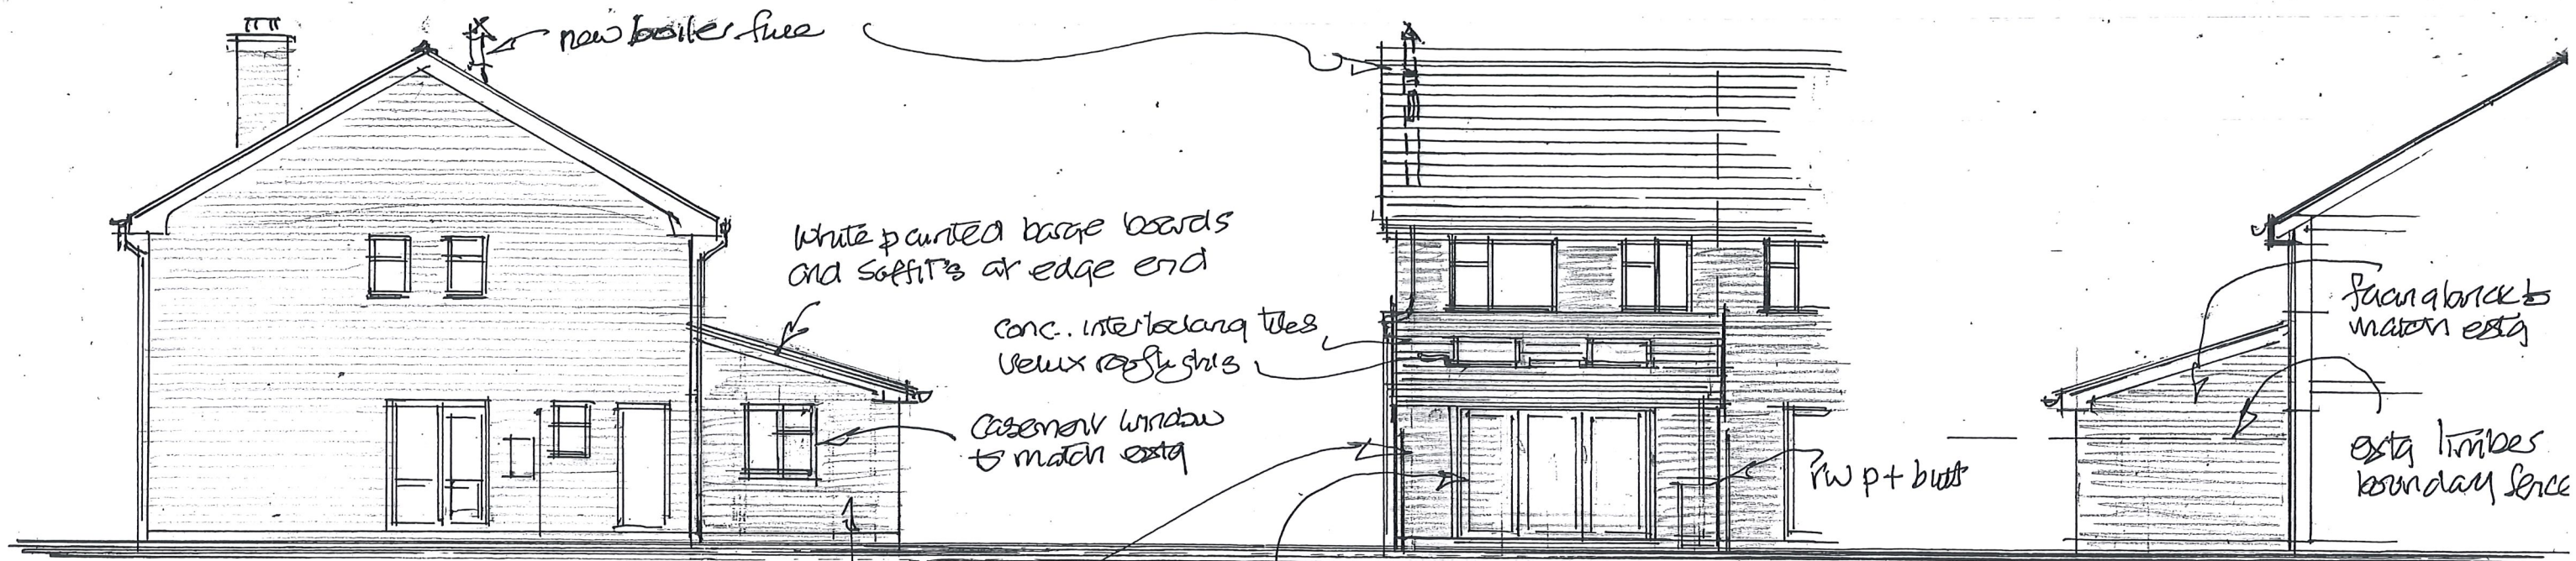 new boiler flue
White painted barge boards
and soffit's at edge end
conc. interlocking tiles
velux rooflights
casement window
to match extg
rwp + butt
facing brick to
match extg
extg timber
boundary fence